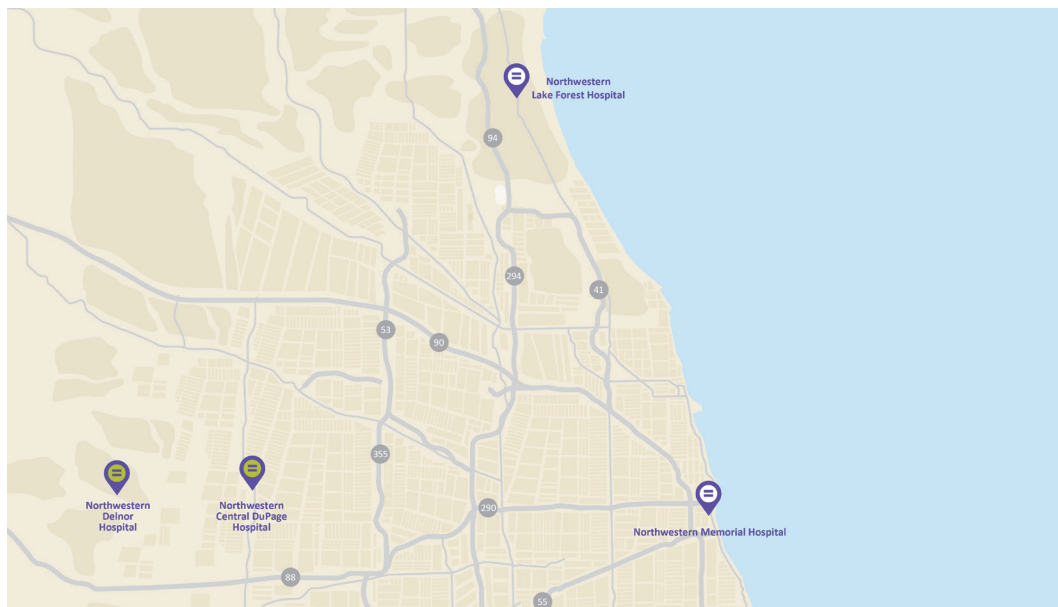 Northwestern
Lake Forest Hospital
94
294
41
53
90
355
Northwestern
Delnor
Hospital
Northwestern
Central DuPage
Hospital
290
Northwestern Memorial Hospital
88
55